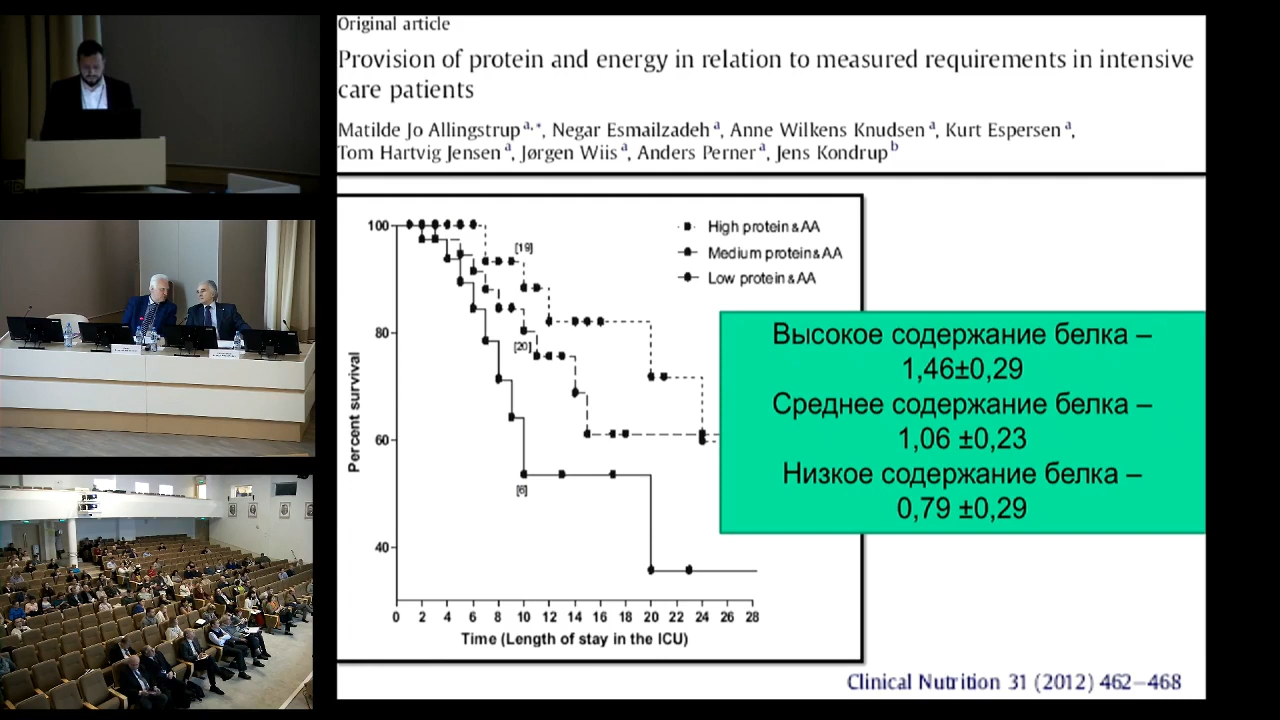 Original article
Provision of protein and energy in relation to measured requirements in intensive
care patients
Matilde Jo Allingstrup a,*, Negar Esmailzadeh a, Anne Wilkens Knudsen a, Kurt Espersen a,
Tom Hartvig Jensen a, Jørgen Wiis a, Anders Perner a, Jens Kondrup b
100
80
60
40
Percent survival
[19]
[20]
[6]
High protein & AA
Medium protein & AA
Low protein & AA
0 2 4 6 8 10 12 14 16 18 20 22 24 26 28
Time (Length of stay in the ICU)
Высокое содержание белка –
1,46±0,29
Среднее содержание белка –
1,06 ±0,23
Низкое содержание белка –
0,79 ±0,29
Clinical Nutrition 31 (2012) 462–468